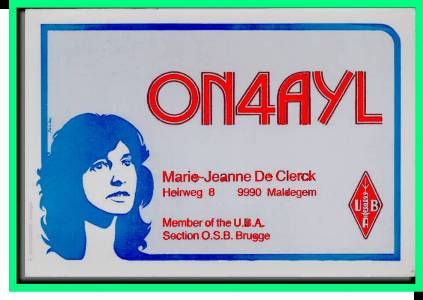 ON4AYL
Marie-Jeanne De Clerck
Heirweg 8 9990 Maldegem
Member of the U.B.A.
Section O.S.B. Brugge
U B A